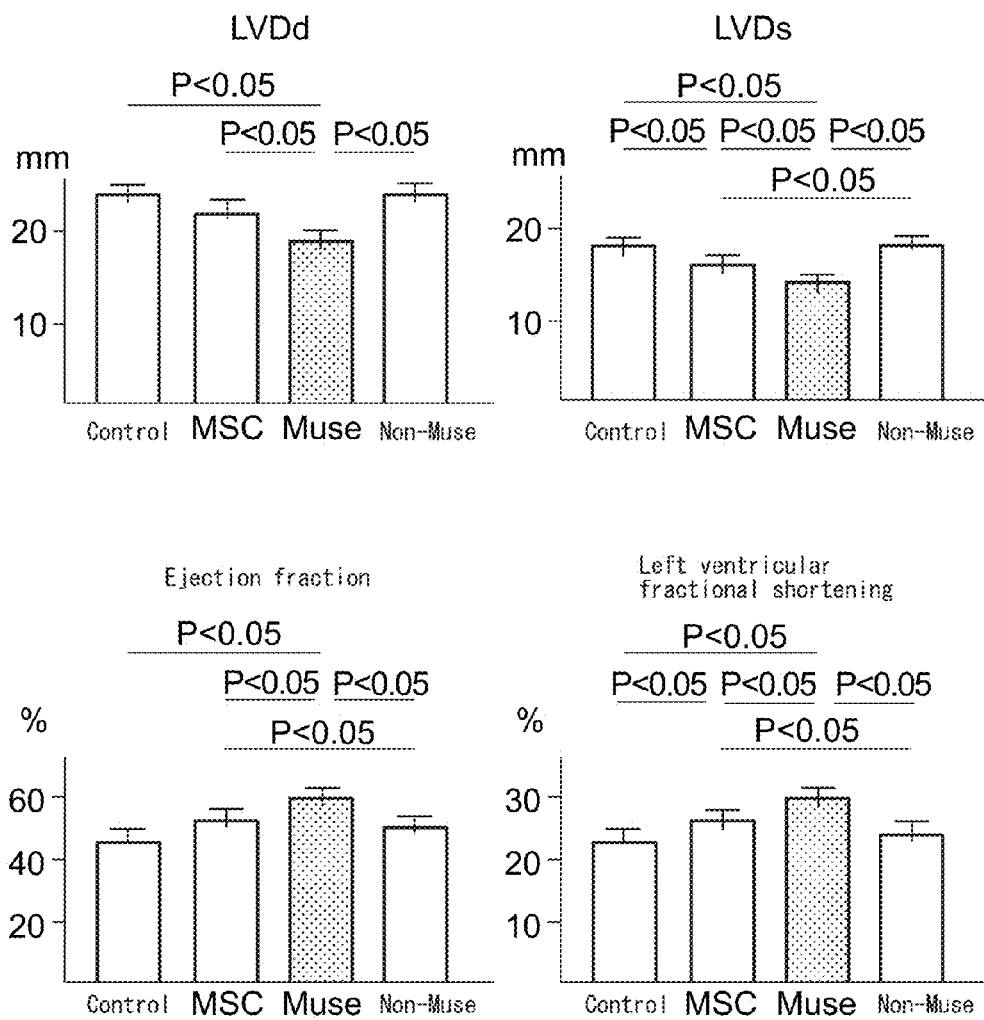 LVDd
P<0.05
P<0.05 P<0.05
mm
20
10
Control MSC Muse Non-Muse
LVDs
P<0.05
P<0.05 P<0.05 P<0.05
mm
P<0.05
20
10
Control MSC Muse Non-Muse
Ejection fraction
P<0.05
P<0.05 P<0.05
%
P<0.05
60
40
20
Control MSC Muse Non-Muse
Left ventricular
fractional shortening
P<0.05
P<0.05 P<0.05 P<0.05
%
P<0.05
30
20
10
Control MSC Muse Non-Muse